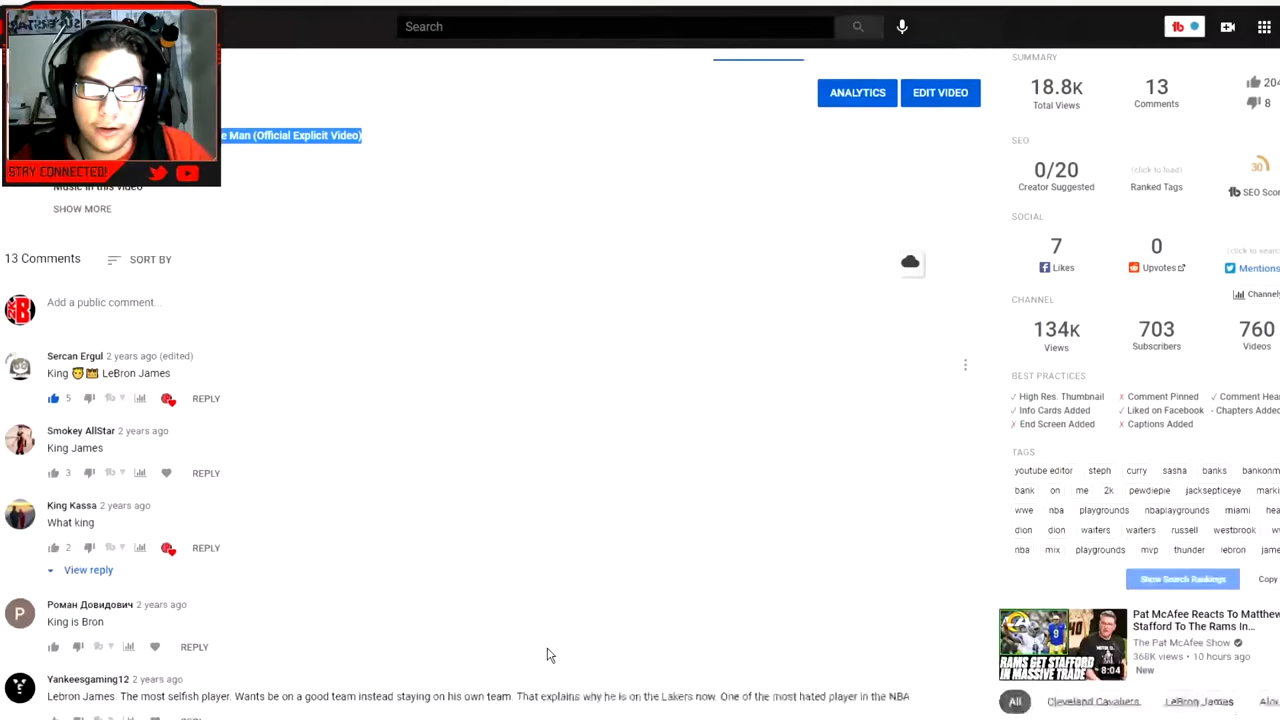 Search
STAY CONNECTED!
ANALYTICS
EDIT VIDEO
e Man (Official Explicit Video)
Music in this video
SHOW MORE
13 Comments
SORT BY
Add a public comment...
Sercan Ergul 2 years ago (edited)
King 😇👑 LeBron James
5
REPLY
Smokey AllStar 2 years ago
King James
3
REPLY
King Kassa 2 years ago
What king
2
REPLY
View reply
Роман Довидович 2 years ago
King is Bron
REPLY
Yankeesgaming12 2 years ago
Lebron James. The most selfish player. Wants be on a good team instead staying on his own team. That explains why he is on the Lakers now. One of the most hated player in the NBA
SUMMARY
18.8K 13 204
Total Views Comments 8
SEO
0/20 (click to load) 30
Creator Suggested Ranked Tags SEO Scor
SOCIAL
7 0 (click to searc
Likes Upvotes Mentions
Channel
CHANNEL
134K 703 760
Views Subscribers Videos
BEST PRACTICES
✓ High Res. Thumbnail ✗ Comment Pinned ✓ Comment Hea
✓ Info Cards Added ✓ Liked on Facebook - Chapters Added
✗ End Screen Added ✗ Captions Added
TAGS
youtube editor steph curry sasha banks bankonm
bank on me 2k pewdiepie jacksepticeye marki
wwe nba playgrounds nbaplaygrounds miami hea
dion dion waiters waiters russell westbrook
nba mix playgrounds mvp thunder lebron jame
Show Search Rankings Copy
RAMS GET STAFFORD
IN MASSIVE TRADE
8:04
Pat McAfee Reacts To Matthew
Stafford To The Rams In...
The Pat McAfee Show
368K views • 10 hours ago
New
All Cleveland Cavaliers LeBron James